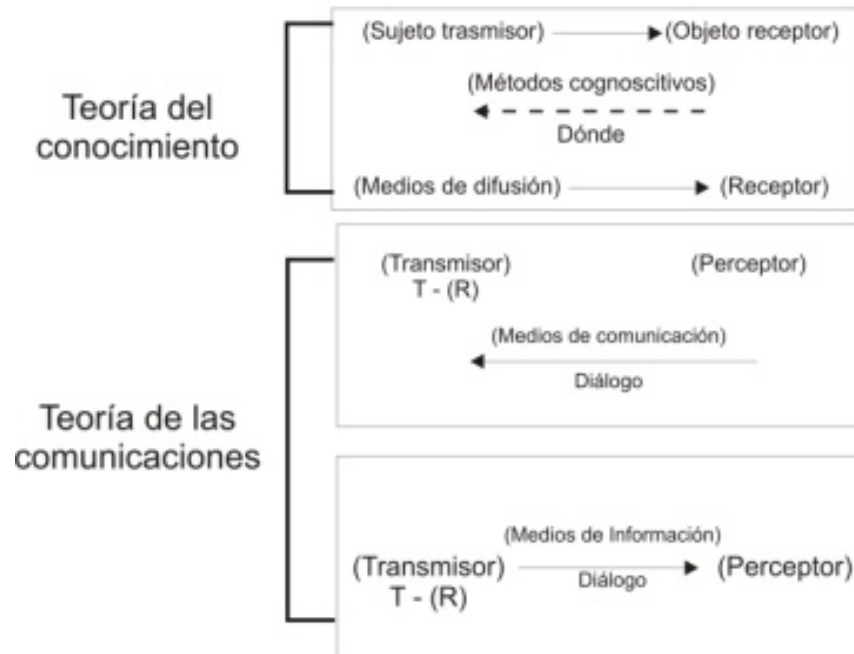 Teoría del
conocimiento
(Sujeto trasmisor) (Objeto receptor)
(Métodos cognoscitivos)
Dónde
(Medios de difusión) (Receptor)
Teoría de las
comunicaciones
(Transmisor) (Perceptor)
T - (R)
(Medios de comunicación)
Diálogo
(Medios de Información)
(Transmisor) (Perceptor)
Diálogo
T - (R)